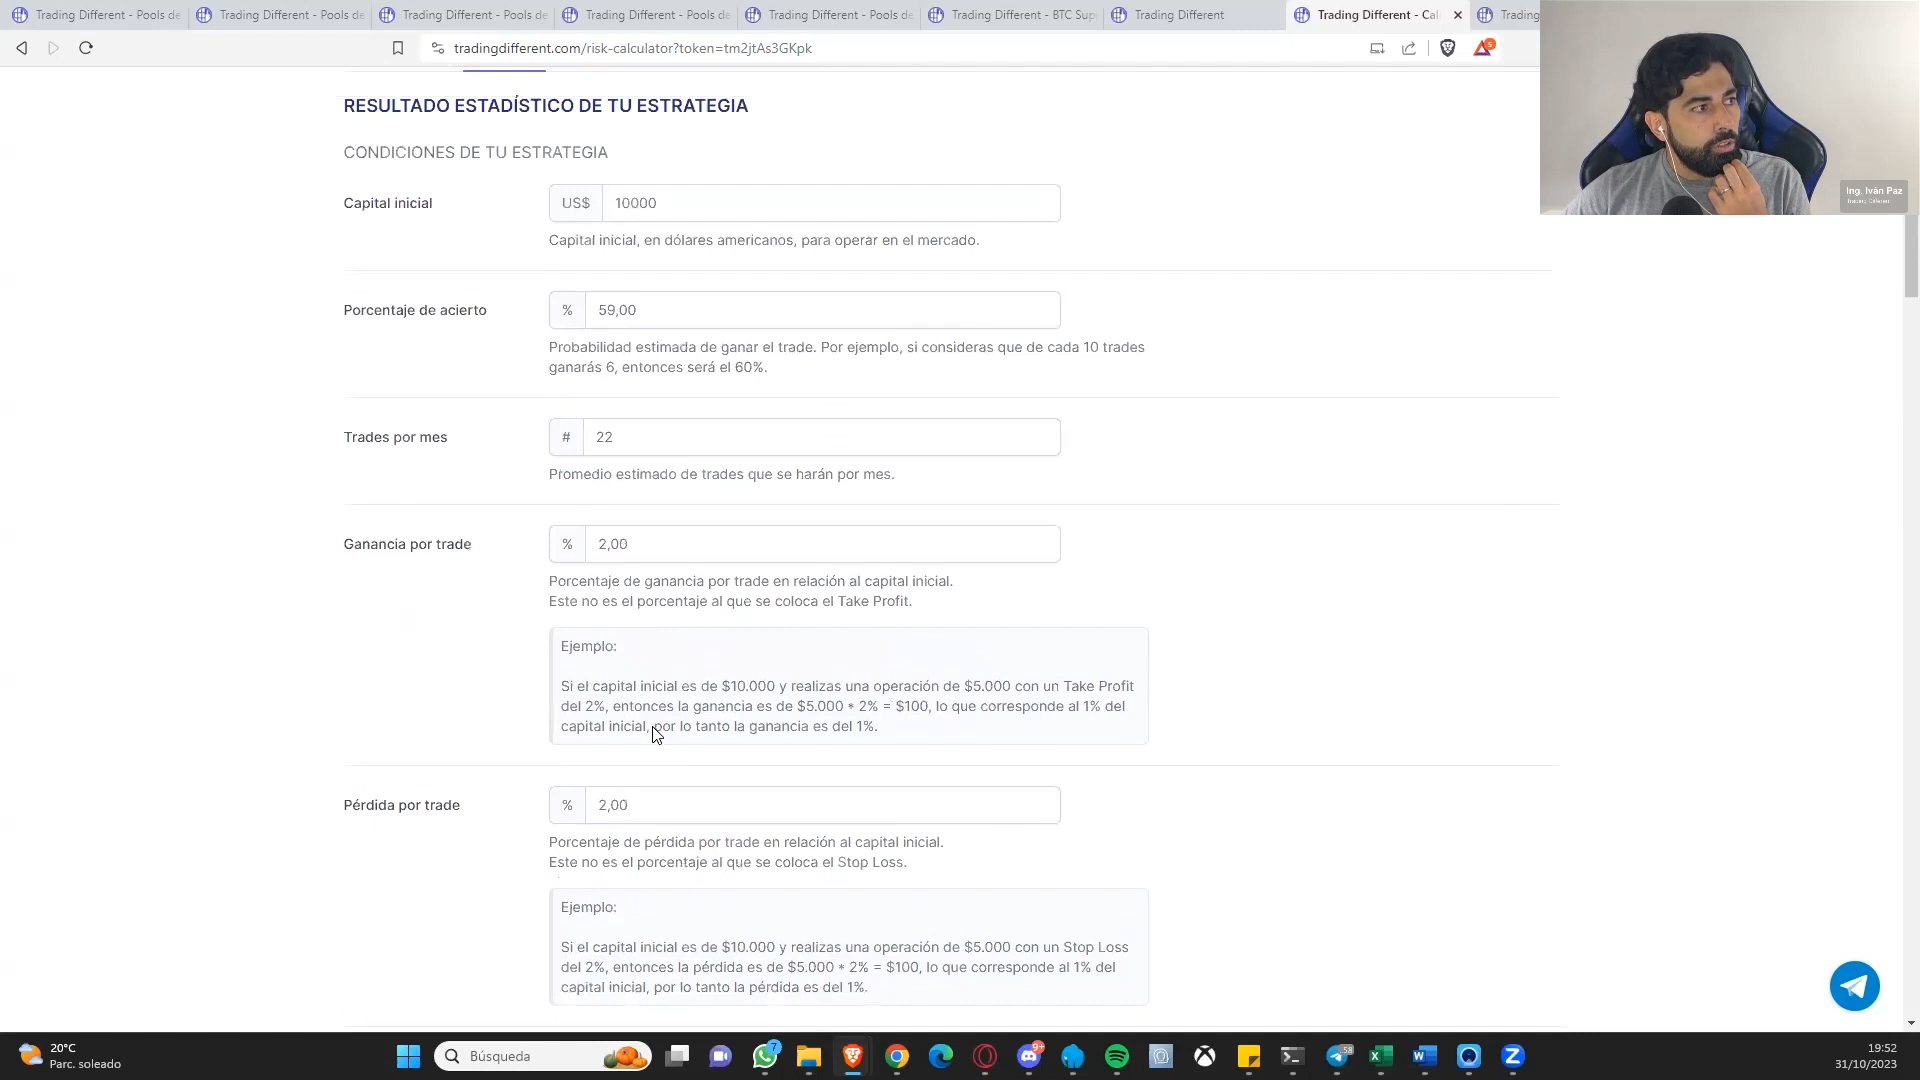 Trading Different - Pools de
Trading Different - Pools de
Trading Different - Pools de
Trading Different - Pools de
Trading Different - Pools de
Trading Different - BTC Sup
Trading Different
Trading Different - Cal
Trading
tradingdifferent.com/risk-calculator?token=tm2jtAs3GKpk
5
Ing. Iván Paz
Trading Different
RESULTADO ESTADÍSTICO DE TU ESTRATEGIA
CONDICIONES DE TU ESTRATEGIA
Capital inicial
US$ 10000
Capital inicial, en dólares americanos, para operar en el mercado.
Porcentaje de acierto
% 59,00
Probabilidad estimada de ganar el trade. Por ejemplo, si consideras que de cada 10 trades
ganarás 6, entonces será el 60%.
Trades por mes
# 22
Promedio estimado de trades que se harán por mes.
Ganancia por trade
% 2,00
Porcentaje de ganancia por trade en relación al capital inicial.
Este no es el porcentaje al que se coloca el Take Profit.
Ejemplo:
Si el capital inicial es de $10.000 y realizas una operación de $5.000 con un Take Profit
del 2%, entonces la ganancia es de $5.000 * 2% = $100, lo que corresponde al 1% del
capital inicial, por lo tanto la ganancia es del 1%.
Pérdida por trade
% 2,00
Porcentaje de pérdida por trade en relación al capital inicial.
Este no es el porcentaje al que se coloca el Stop Loss.
Ejemplo:
Si el capital inicial es de $10.000 y realizas una operación de $5.000 con un Stop Loss
del 2%, entonces la pérdida es de $5.000 * 2% = $100, lo que corresponde al 1% del
capital inicial, por lo tanto la pérdida es del 1%.
20°C
Parc. soleado
Búsqueda
7
9+
58
19:52
31/10/2023